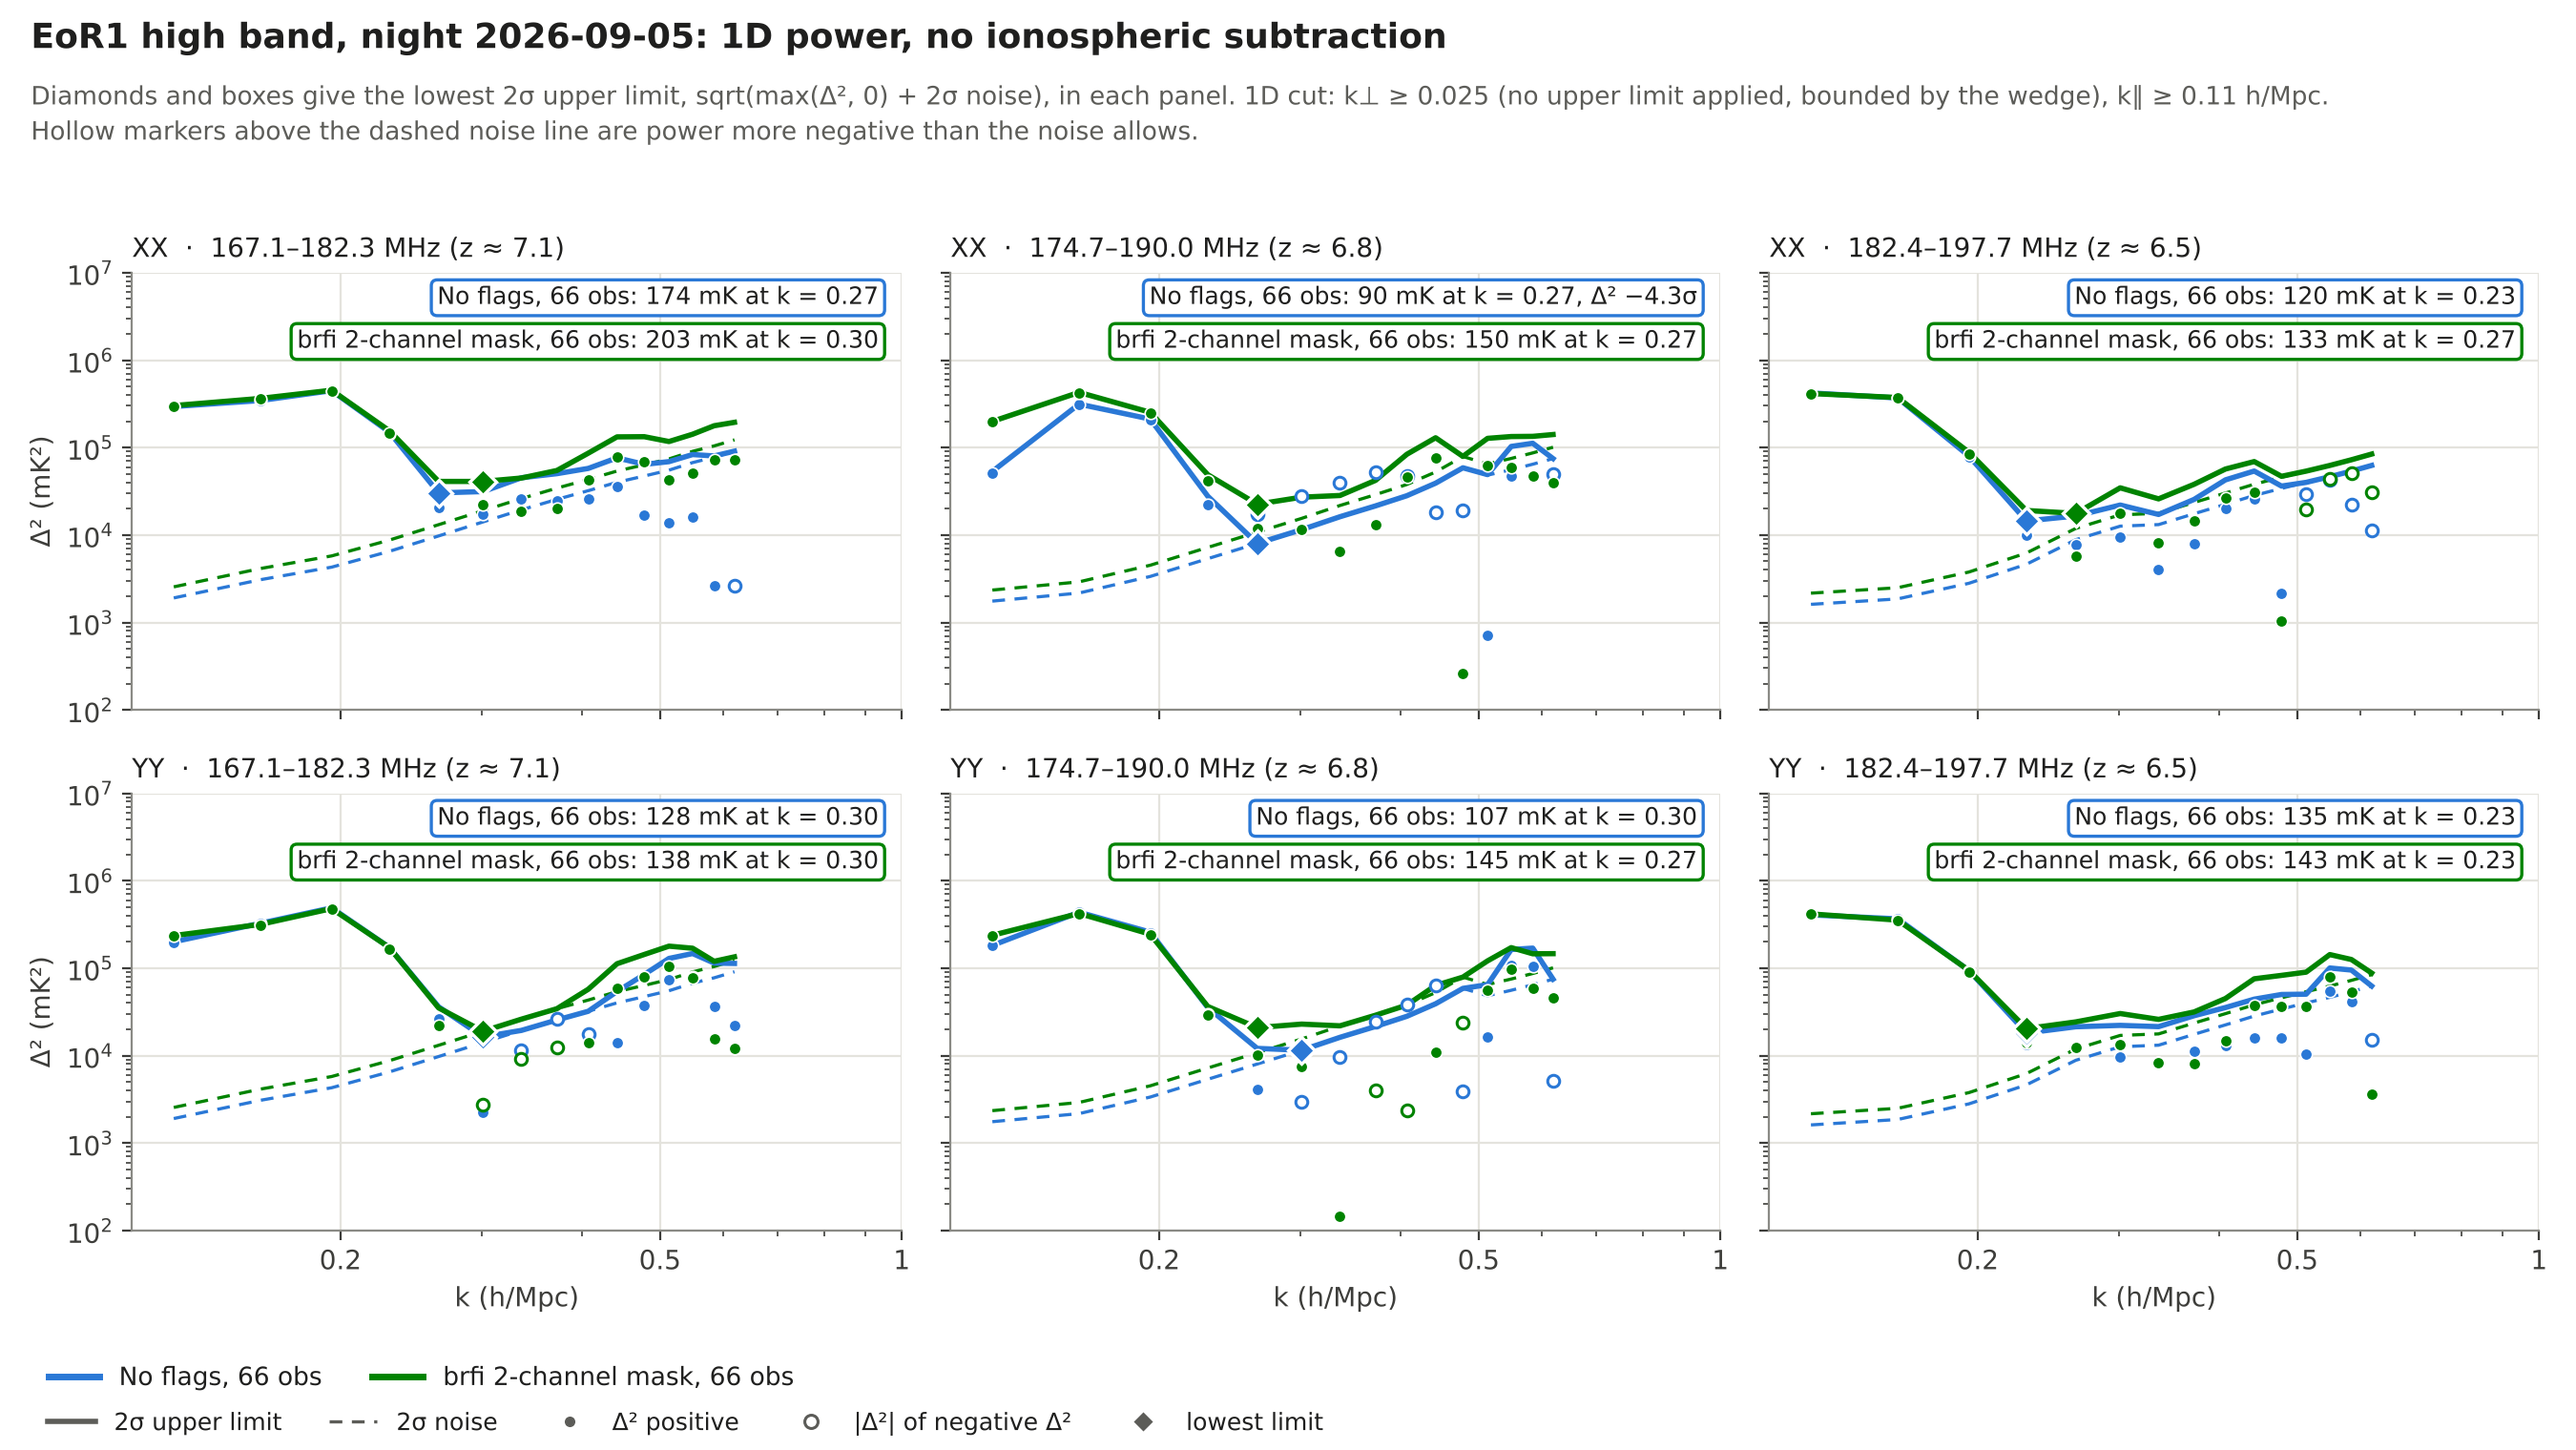 EoR1 high band, night 2026-09-05: 1D power, no ionospheric subtraction
Diamonds and boxes give the lowest 2σ upper limit, sqrt(max(Δ², 0) + 2σ noise), in each panel. 1D cut: k⊥ ≥ 0.025 (no upper limit applied, bounded by the wedge), k∥ ≥ 0.11 h/Mpc.
Hollow markers above the dashed noise line are power more negative than the noise allows.
XX · 167.1–182.3 MHz (z ≈ 7.1)
No flags, 66 obs: 174 mK at k = 0.27
brfi 2-channel mask, 66 obs: 203 mK at k = 0.30
10⁷
10⁶
10⁵
10⁴
10³
10²
Δ² (mK²)
XX · 174.7–190.0 MHz (z ≈ 6.8)
No flags, 66 obs: 90 mK at k = 0.27, Δ² −4.3σ
brfi 2-channel mask, 66 obs: 150 mK at k = 0.27
XX · 182.4–197.7 MHz (z ≈ 6.5)
No flags, 66 obs: 120 mK at k = 0.23
brfi 2-channel mask, 66 obs: 133 mK at k = 0.27
YY · 167.1–182.3 MHz (z ≈ 7.1)
No flags, 66 obs: 128 mK at k = 0.30
brfi 2-channel mask, 66 obs: 138 mK at k = 0.30
10⁷
10⁶
10⁵
10⁴
10³
10²
Δ² (mK²)
0.2 0.5 1
k (h/Mpc)
YY · 174.7–190.0 MHz (z ≈ 6.8)
No flags, 66 obs: 107 mK at k = 0.30
brfi 2-channel mask, 66 obs: 145 mK at k = 0.27
0.2 0.5 1
k (h/Mpc)
YY · 182.4–197.7 MHz (z ≈ 6.5)
No flags, 66 obs: 135 mK at k = 0.23
brfi 2-channel mask, 66 obs: 143 mK at k = 0.23
0.2 0.5 1
k (h/Mpc)
No flags, 66 obs brfi 2-channel mask, 66 obs
2σ upper limit 2σ noise Δ² positive |Δ²| of negative Δ² lowest limit